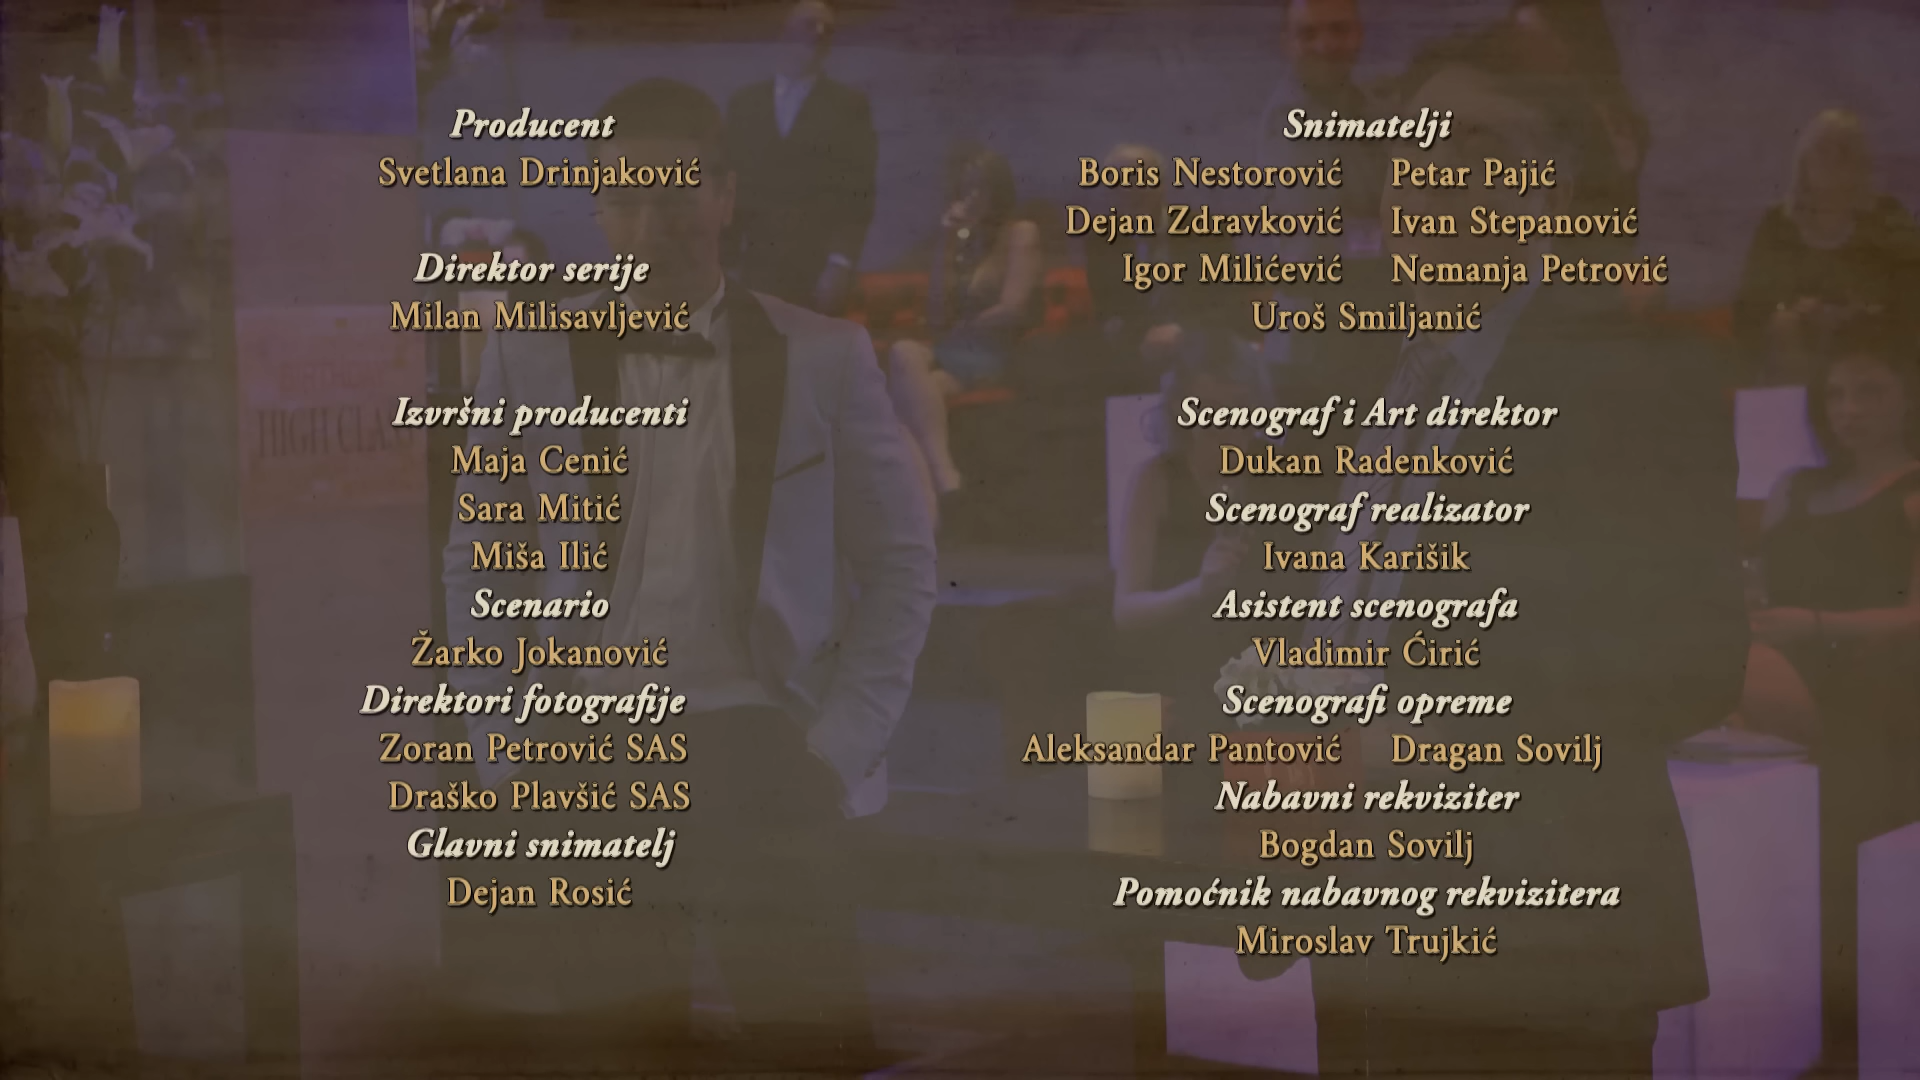 Producent
Svetlana Drinjaković
Direktor serije
Milan Milisavljević
Izvršni producenti
Maja Cenić
Sara Mitić
Miša Ilić
Scenario
Žarko Jokanović
Direktori fotografije
Zoran Petrović SAS
Draško Plavšić SAS
Glavni snimatelj
Dejan Rosić
Snimatelji
Boris Nestorović Petar Pajić
Dejan Zdravković Ivan Stepanović
Igor Milićević Nemanja Petrović
Uroš Smiljanić
Scenograf i Art direktor
Dukan Radenković
Scenograf realizator
Ivana Karišik
Asistent scenografa
Vladimir Ćirić
Scenografi opreme
Aleksandar Pantović Dragan Sovilj
Nabavni rekviziter
Bogdan Sovilj
Pomoćnik nabavnog rekvizitera
Miroslav Trujkić
HIGH